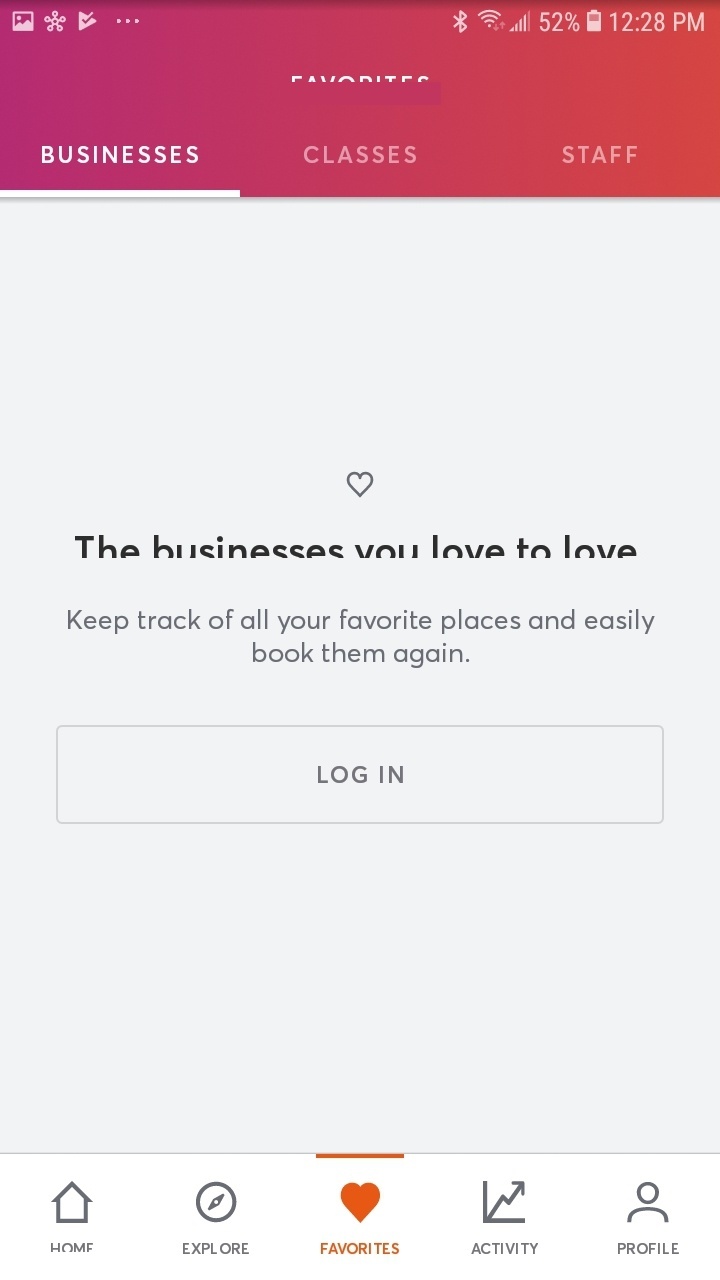 52% 12:28 PM
FAVORITES
BUSINESSES CLASSES STAFF
The businesses you love to love
Keep track of all your favorite places and easily
book them again.
LOG IN
HOME EXPLORE FAVORITES ACTIVITY PROFILE